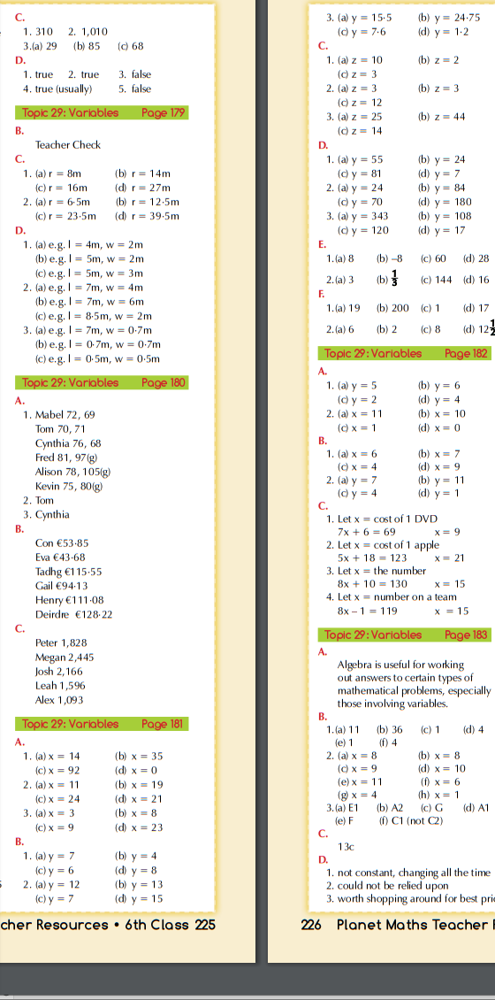 C.
1. 310 2. 1,010
3.(a) 29 (b) 85 (c) 68
D.
1. true 2. true 3. false
4. true (usually) 5. false
Topic 29: Variables Page 179
B.
Teacher Check
C.
1. (a) r = 8m (b) r = 14m
(c) r = 16m (d) r = 27m
2. (a) r = 6·5m (b) r = 12·5m
(c) r = 23·5m (d) r = 39·5m
D.
1. (a) e.g. l = 4m, w = 2m
(b) e.g. l = 5m, w = 2m
(c) e.g. l = 5m, w = 3m
2. (a) e.g. l = 7m, w = 4m
(b) e.g. l = 7m, w = 6m
(c) e.g. l = 8·5m, w = 2m
3. (a) e.g. l = 7m, w = 0·7m
(b) e.g. l = 0·7m, w = 0·7m
(c) e.g. l = 0·5m, w = 0·5m
Topic 29: Variables Page 180
A.
1. Mabel 72, 69
Tom 70, 71
Cynthia 76, 68
Fred 81, 97(g)
Alison 78, 105(g)
Kevin 75, 80(g)
2. Tom
3. Cynthia
B.
Con €53·85
Eva €43·68
Tadhg €115·55
Gail €94·13
Henry €111·08
Deirdre €128·22
C.
Peter 1,828
Megan 2,445
Josh 2,166
Leah 1,596
Alex 1,093
Topic 29: Variables Page 181
A.
1. (a) x = 14 (b) x = 35
(c) x = 92 (d) x = 0
2. (a) x = 11 (b) x = 19
(c) x = 24 (d) x = 21
3. (a) x = 3 (b) x = 8
(c) x = 9 (d) x = 23
B.
1. (a) y = 7 (b) y = 4
(c) y = 6 (d) y = 8
2. (a) y = 12 (b) y = 13
(c) y = 7 (d) y = 15
cher Resources • 6th Class 225
3. (a) y = 15·5 (b) y = 24·75
(c) y = 7·6 (d) y = 1·2
C.
1. (a) z = 10 (b) z = 2
(c) z = 3
2. (a) z = 3 (b) z = 3
(c) z = 12
3. (a) z = 25 (b) z = 44
(c) z = 14
D.
1. (a) y = 55 (b) y = 24
(c) y = 81 (d) y = 7
2. (a) y = 24 (b) y = 84
(c) y = 70 (d) y = 180
3. (a) y = 343 (b) y = 108
(c) y = 120 (d) y = 17
E.
1.(a) 8 (b) –8 (c) 60 (d) 28
2.(a) 3 (b) 1/3 (c) 144 (d) 16
F.
1.(a) 19 (b) 200 (c) 1 (d) 17
2.(a) 6 (b) 2 (c) 8 (d) 12 1/2
Topic 29: Variables Page 182
A.
1. (a) y = 5 (b) y = 6
(c) y = 2 (d) y = 4
2. (a) x = 11 (b) x = 10
(c) x = 1 (d) x = 0
B.
1. (a) x = 6 (b) x = 7
(c) x = 4 (d) x = 9
2. (a) y = 7 (b) y = 11
(c) y = 4 (d) y = 1
C.
1. Let x = cost of 1 DVD
7x + 6 = 69 x = 9
2. Let x = cost of 1 apple
5x + 18 = 123 x = 21
3. Let x = the number
8x + 10 = 130 x = 15
4. Let x = number on a team
8x – 1 = 119 x = 15
Topic 29: Variables Page 183
A.
Algebra is useful for working
out answers to certain types of
mathematical problems, especially
those involving variables.
B.
1.(a) 11 (b) 36 (c) 1 (d) 4
(e) 1 (f) 4
2. (a) x = 8 (b) x = 8
(c) x = 9 (d) x = 10
(e) x = 11 (f) x = 6
(g) x = 4 (h) x = 1
3.(a) E1 (b) A2 (c) G (d) A1
(e) F (f) C1 (not C2)
C.
13c
D.
1. not constant, changing all the time
2. could not be relied upon
3. worth shopping around for best pri
226 Planet Maths Teacher